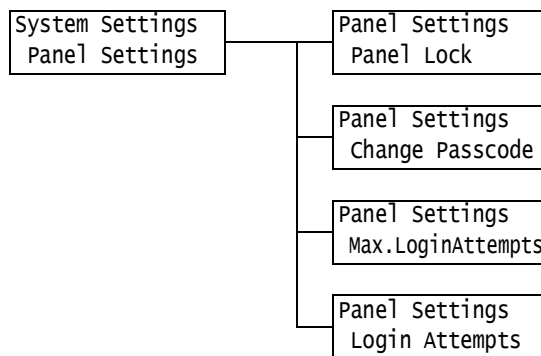 System Settings
Panel Settings
Panel Settings
Panel Lock
Panel Settings
Change Passcode
Panel Settings
Max.LoginAttempts
Panel Settings
Login Attempts